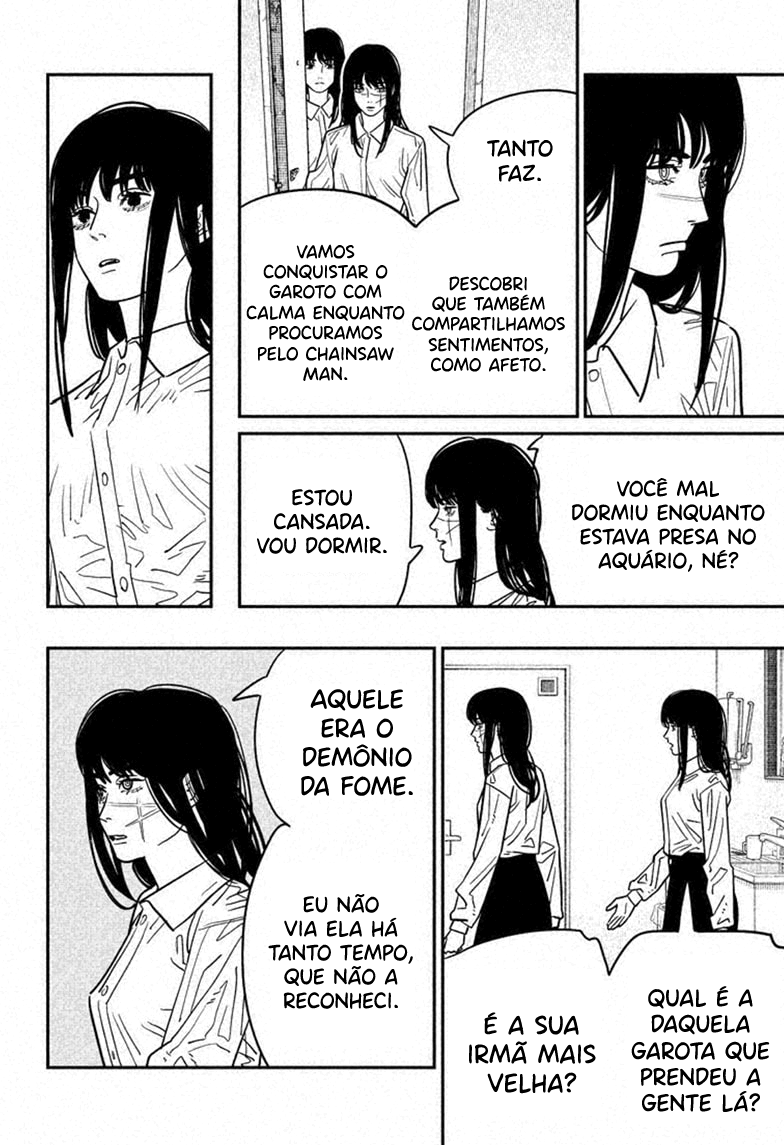 TANTO
FAZ.
DESCOBRI
QUE TAMBÉM
COMPARTILHAMOS
SENTIMENTOS,
COMO AFETO.
VAMOS
CONQUISTAR O
GAROTO COM
CALMA ENQUANTO
PROCURAMOS
PELO CHAINSAW
MAN.
VOCÊ MAL
DORMIU ENQUANTO
ESTAVA PRESA NO
AQUÁRIO, NÉ?
ESTOU
CANSADA.
VOU DORMIR.
QUAL É A
DAQUELA
GAROTA QUE
PRENDEU A
GENTE LÁ?
É A SUA
IRMÃ MAIS
VELHA?
AQUELE
ERA O
DEMÔNIO
DA FOME.
EU NÃO
VIA ELA HÁ
TANTO TEMPO,
QUE NÃO A
RECONHECI.